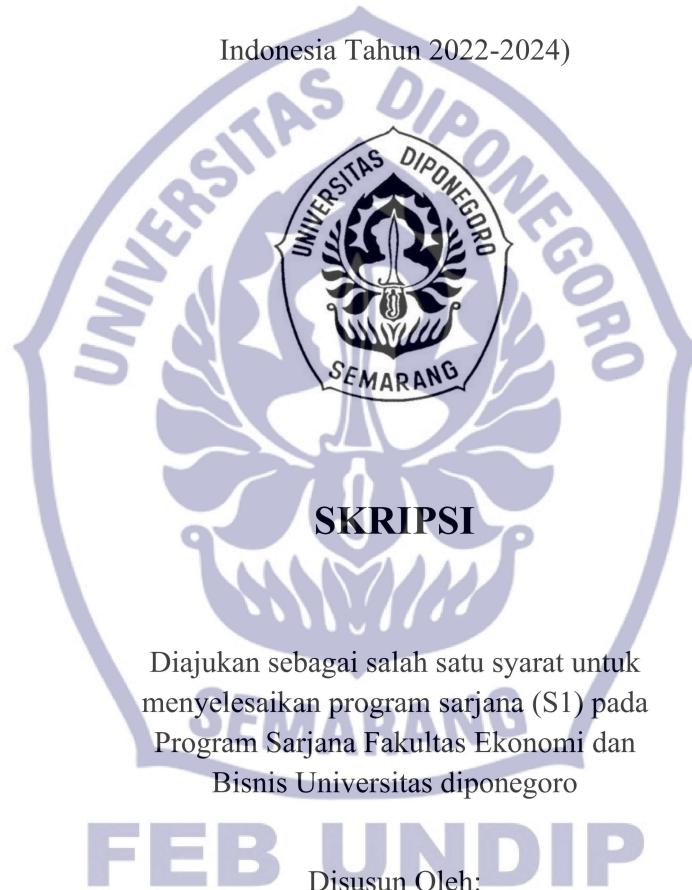 Indonesia Tahun 2022-2024)
UNIVERSITAS DIPONEGORO
UNIVERSITAS DIPONEGORO
SEMARANG
SKRIPSI
Diajukan sebagai salah satu syarat untuk
menyelesaikan program sarjana (S1) pada
Program Sarjana Fakultas Ekonomi dan
Bisnis Universitas diponegoro
SEMARANG
FEB UNDIP
Disusun Oleh: